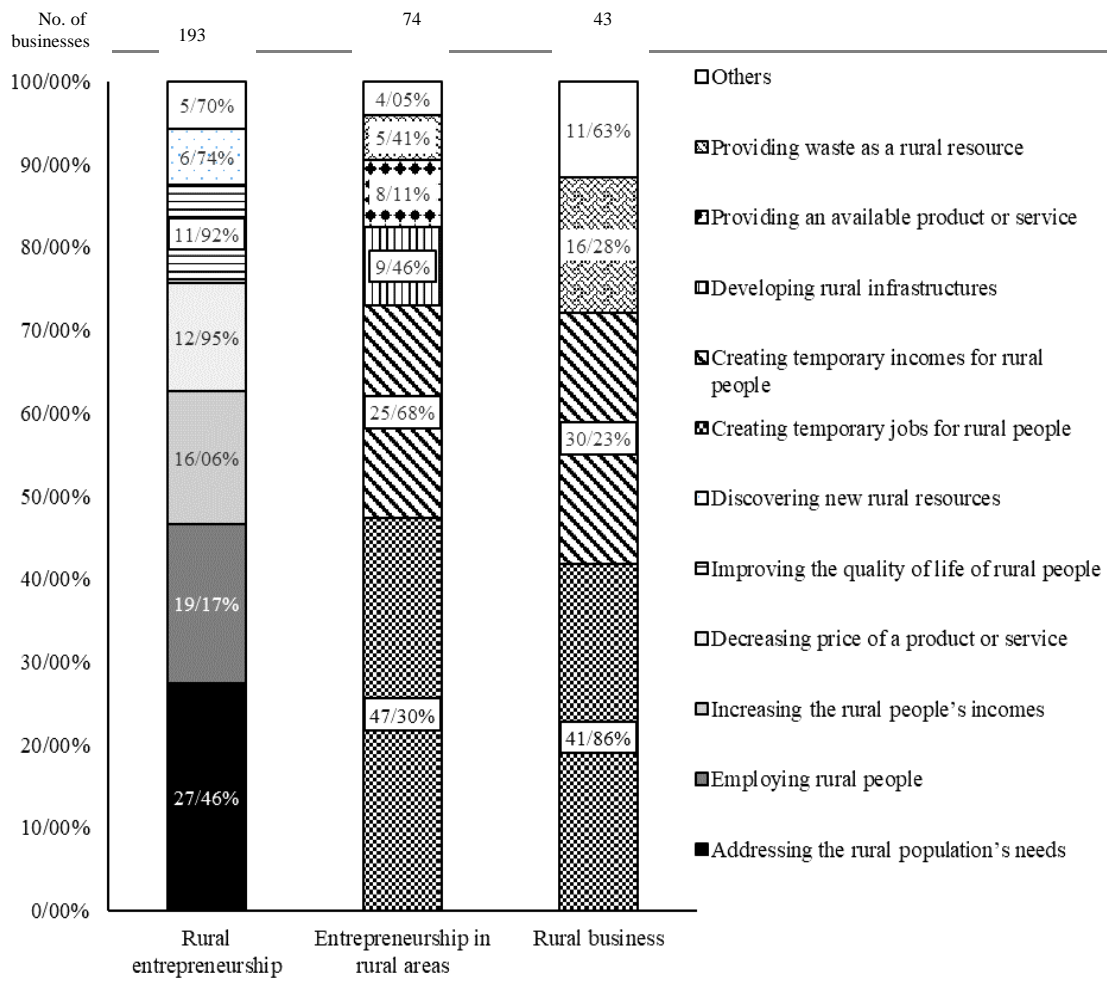 No. of
businesses
193
74
43
100/00%
90/00%
80/00%
70/00%
60/00%
50/00%
40/00%
30/00%
20/00%
10/00%
0/00%
5/70%
6/74%
11/92%
12/95%
16/06%
19/17%
27/46%
4/05%
5/41%
8/11%
9/46%
25/68%
47/30%
11/63%
16/28%
30/23%
41/86%
Rural
entrepreneurship
Entrepreneurship in
rural areas
Rural business
Others
Providing waste as a rural resource
Providing an available product or service
Developing rural infrastructures
Creating temporary incomes for rural
people
Creating temporary jobs for rural people
Discovering new rural resources
Improving the quality of life of rural people
Decreasing price of a product or service
Increasing the rural people’s incomes
Employing rural people
Addressing the rural population’s needs